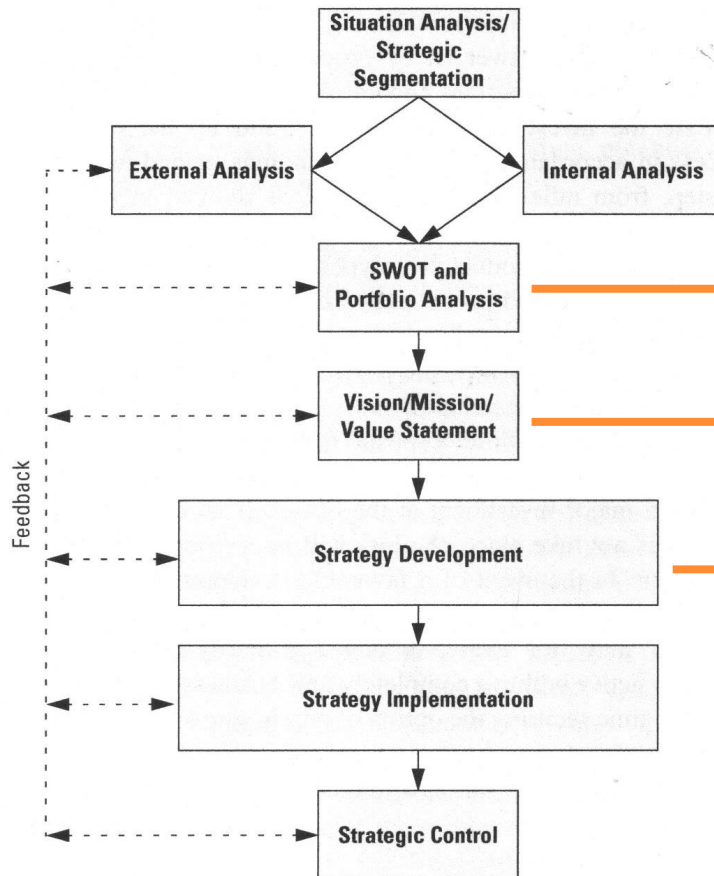 Situation Analysis/
Strategic
Segmentation
External Analysis
Internal Analysis
SWOT and
Portfolio Analysis
Vision/Mission/
Value Statement
Feedback
Strategy Development
Strategy Implementation
Strategic Control